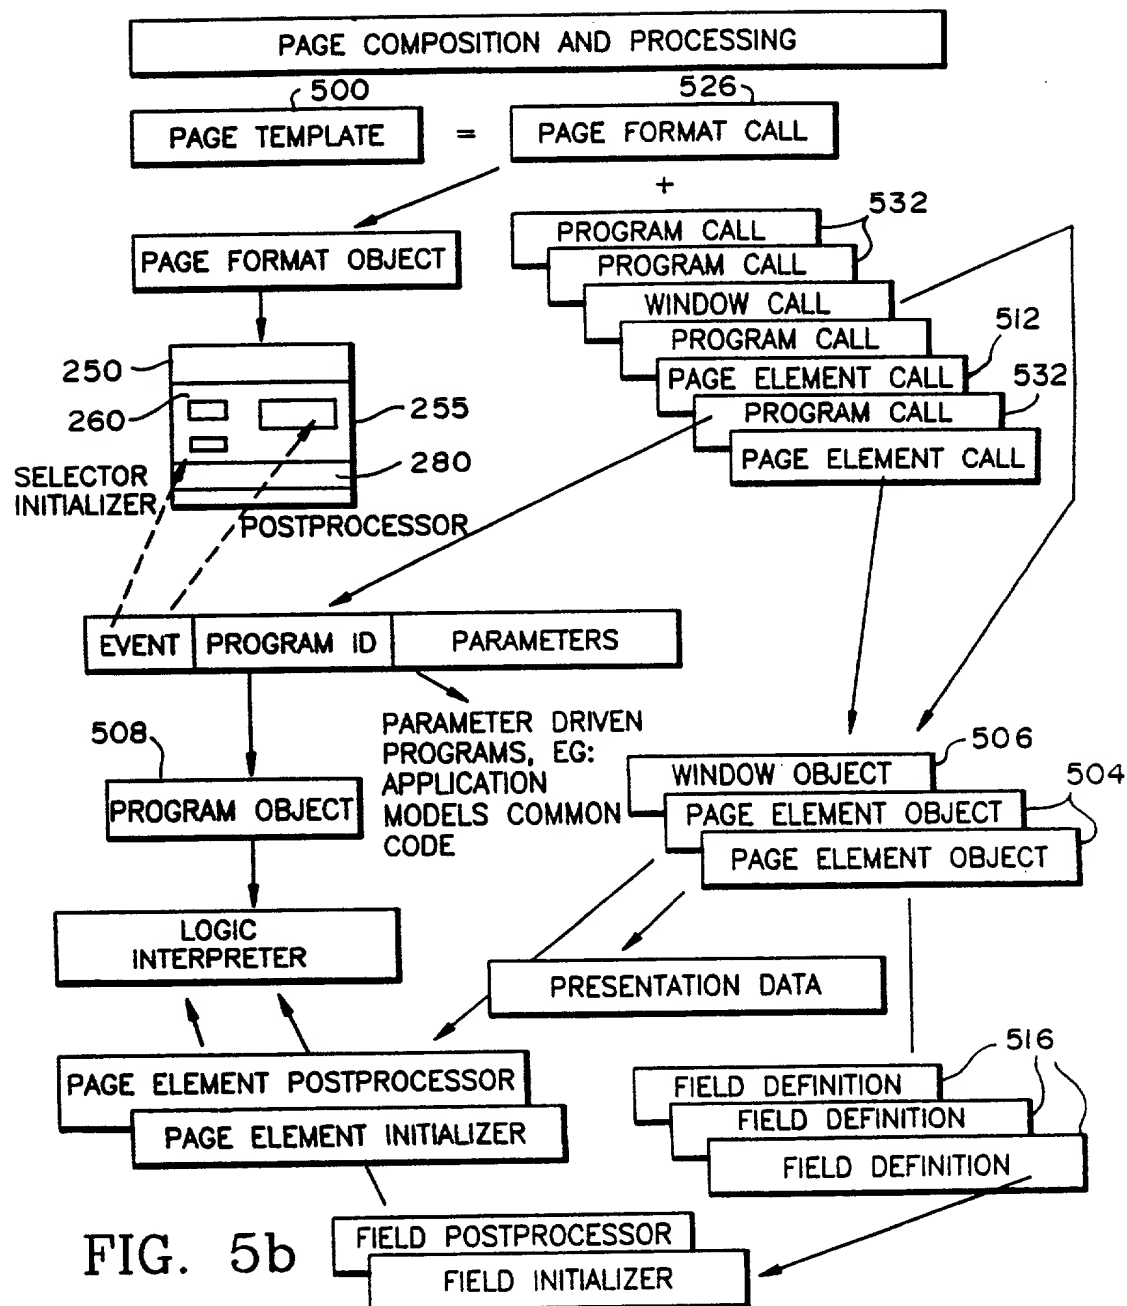 PAGE COMPOSITION AND PROCESSING
500
526
PAGE TEMPLATE
=
PAGE FORMAT CALL
+
532
PROGRAM CALL
PROGRAM CALL
WINDOW CALL
PROGRAM CALL
512
PAGE ELEMENT CALL
532
PROGRAM CALL
PAGE ELEMENT CALL
PAGE FORMAT OBJECT
250
260
255
280
SELECTOR
INITIALIZER
POSTPROCESSOR
EVENT
PROGRAM ID
PARAMETERS
PARAMETER DRIVEN
PROGRAMS, EG:
APPLICATION
MODELS COMMON
CODE
508
PROGRAM OBJECT
506
WINDOW OBJECT
504
PAGE ELEMENT OBJECT
PAGE ELEMENT OBJECT
LOGIC
INTERPRETER
PRESENTATION DATA
PAGE ELEMENT POSTPROCESSOR
PAGE ELEMENT INITIALIZER
516
FIELD DEFINITION
FIELD DEFINITION
FIELD DEFINITION
FIELD POSTPROCESSOR
FIELD INITIALIZER
FIG. 5b